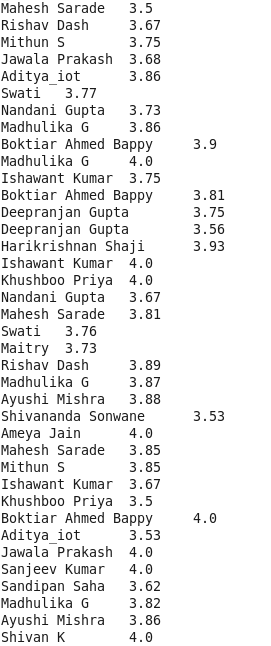 Mahesh Sarade 3.5
Rishav Dash 3.67
Mithun S 3.75
Jawala Prakash 3.68
Aditya_iot 3.86
Swati 3.77
Nandani Gupta 3.73
Madhulika G 3.86
Boktiar Ahmed Bappy 3.9
Madhulika G 4.0
Ishawant Kumar 3.75
Boktiar Ahmed Bappy 3.81
Deepranjan Gupta 3.75
Deepranjan Gupta 3.56
Harikrishnan Shaji 3.93
Ishawant Kumar 4.0
Khushboo Priya 4.0
Nandani Gupta 3.67
Mahesh Sarade 3.81
Swati 3.76
Maitry 3.73
Rishav Dash 3.89
Madhulika G 3.87
Ayushi Mishra 3.88
Shivananda Sonwane 3.53
Ameya Jain 4.0
Mahesh Sarade 3.85
Mithun S 3.85
Ishawant Kumar 3.67
Khushboo Priya 3.5
Boktiar Ahmed Bappy 4.0
Aditya_iot 3.53
Jawala Prakash 4.0
Sanjeev Kumar 4.0
Sandipan Saha 3.62
Madhulika G 3.82
Ayushi Mishra 3.86
Shivan K 4.0